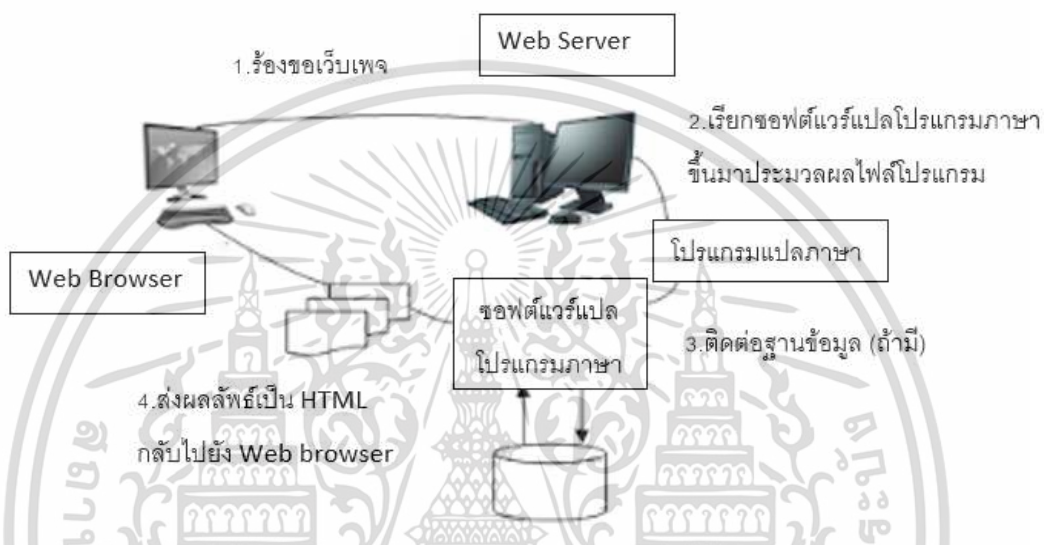 Web Server
1.ร้องขอเว็บเพจ
2.เรียกซอฟต์แวร์แปลโปรแกรมภาษา
ขึ้นมาประมวลผลไฟล์โปรแกรม
โปรแกรมแปลภาษา
Web Browser
ซอฟต์แวร์แปล
โปรแกรมภาษา
3.ติดต่อฐานข้อมูล (ถ้ามี)
4.ส่งผลลัพธ์เป็น HTML
กลับไปยัง Web browser